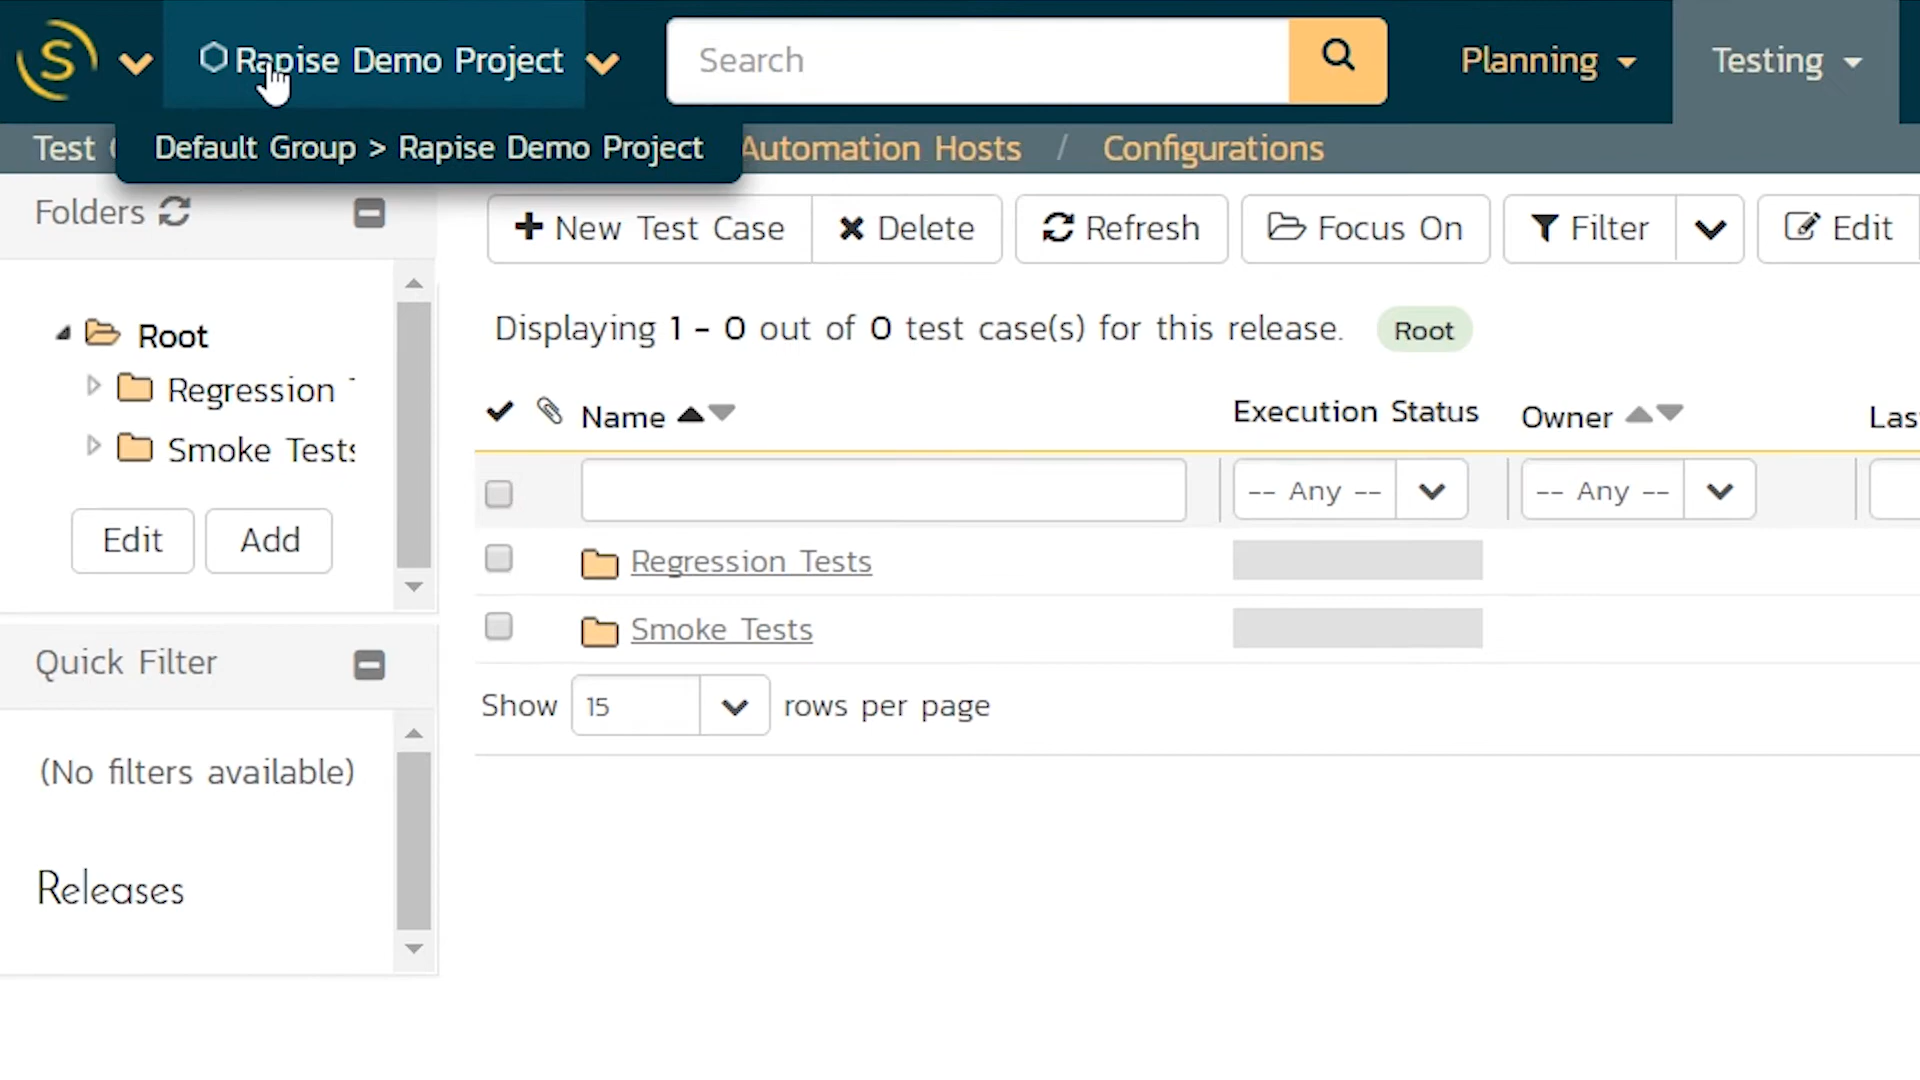 S Rapise Demo Project Search Planning Testing
Test Default Group > Rapise Demo Project Automation Hosts / Configurations
Folders
New Test Case Delete Refresh Focus On Filter Edit
Root
Regression
Smoke Tests
Edit Add
Displaying 1 - 0 out of 0 test case(s) for this release. Root
Name Execution Status Owner
-- Any -- -- Any --
Regression Tests
Smoke Tests
Show 15 rows per page
Quick Filter
(No filters available)
Releases